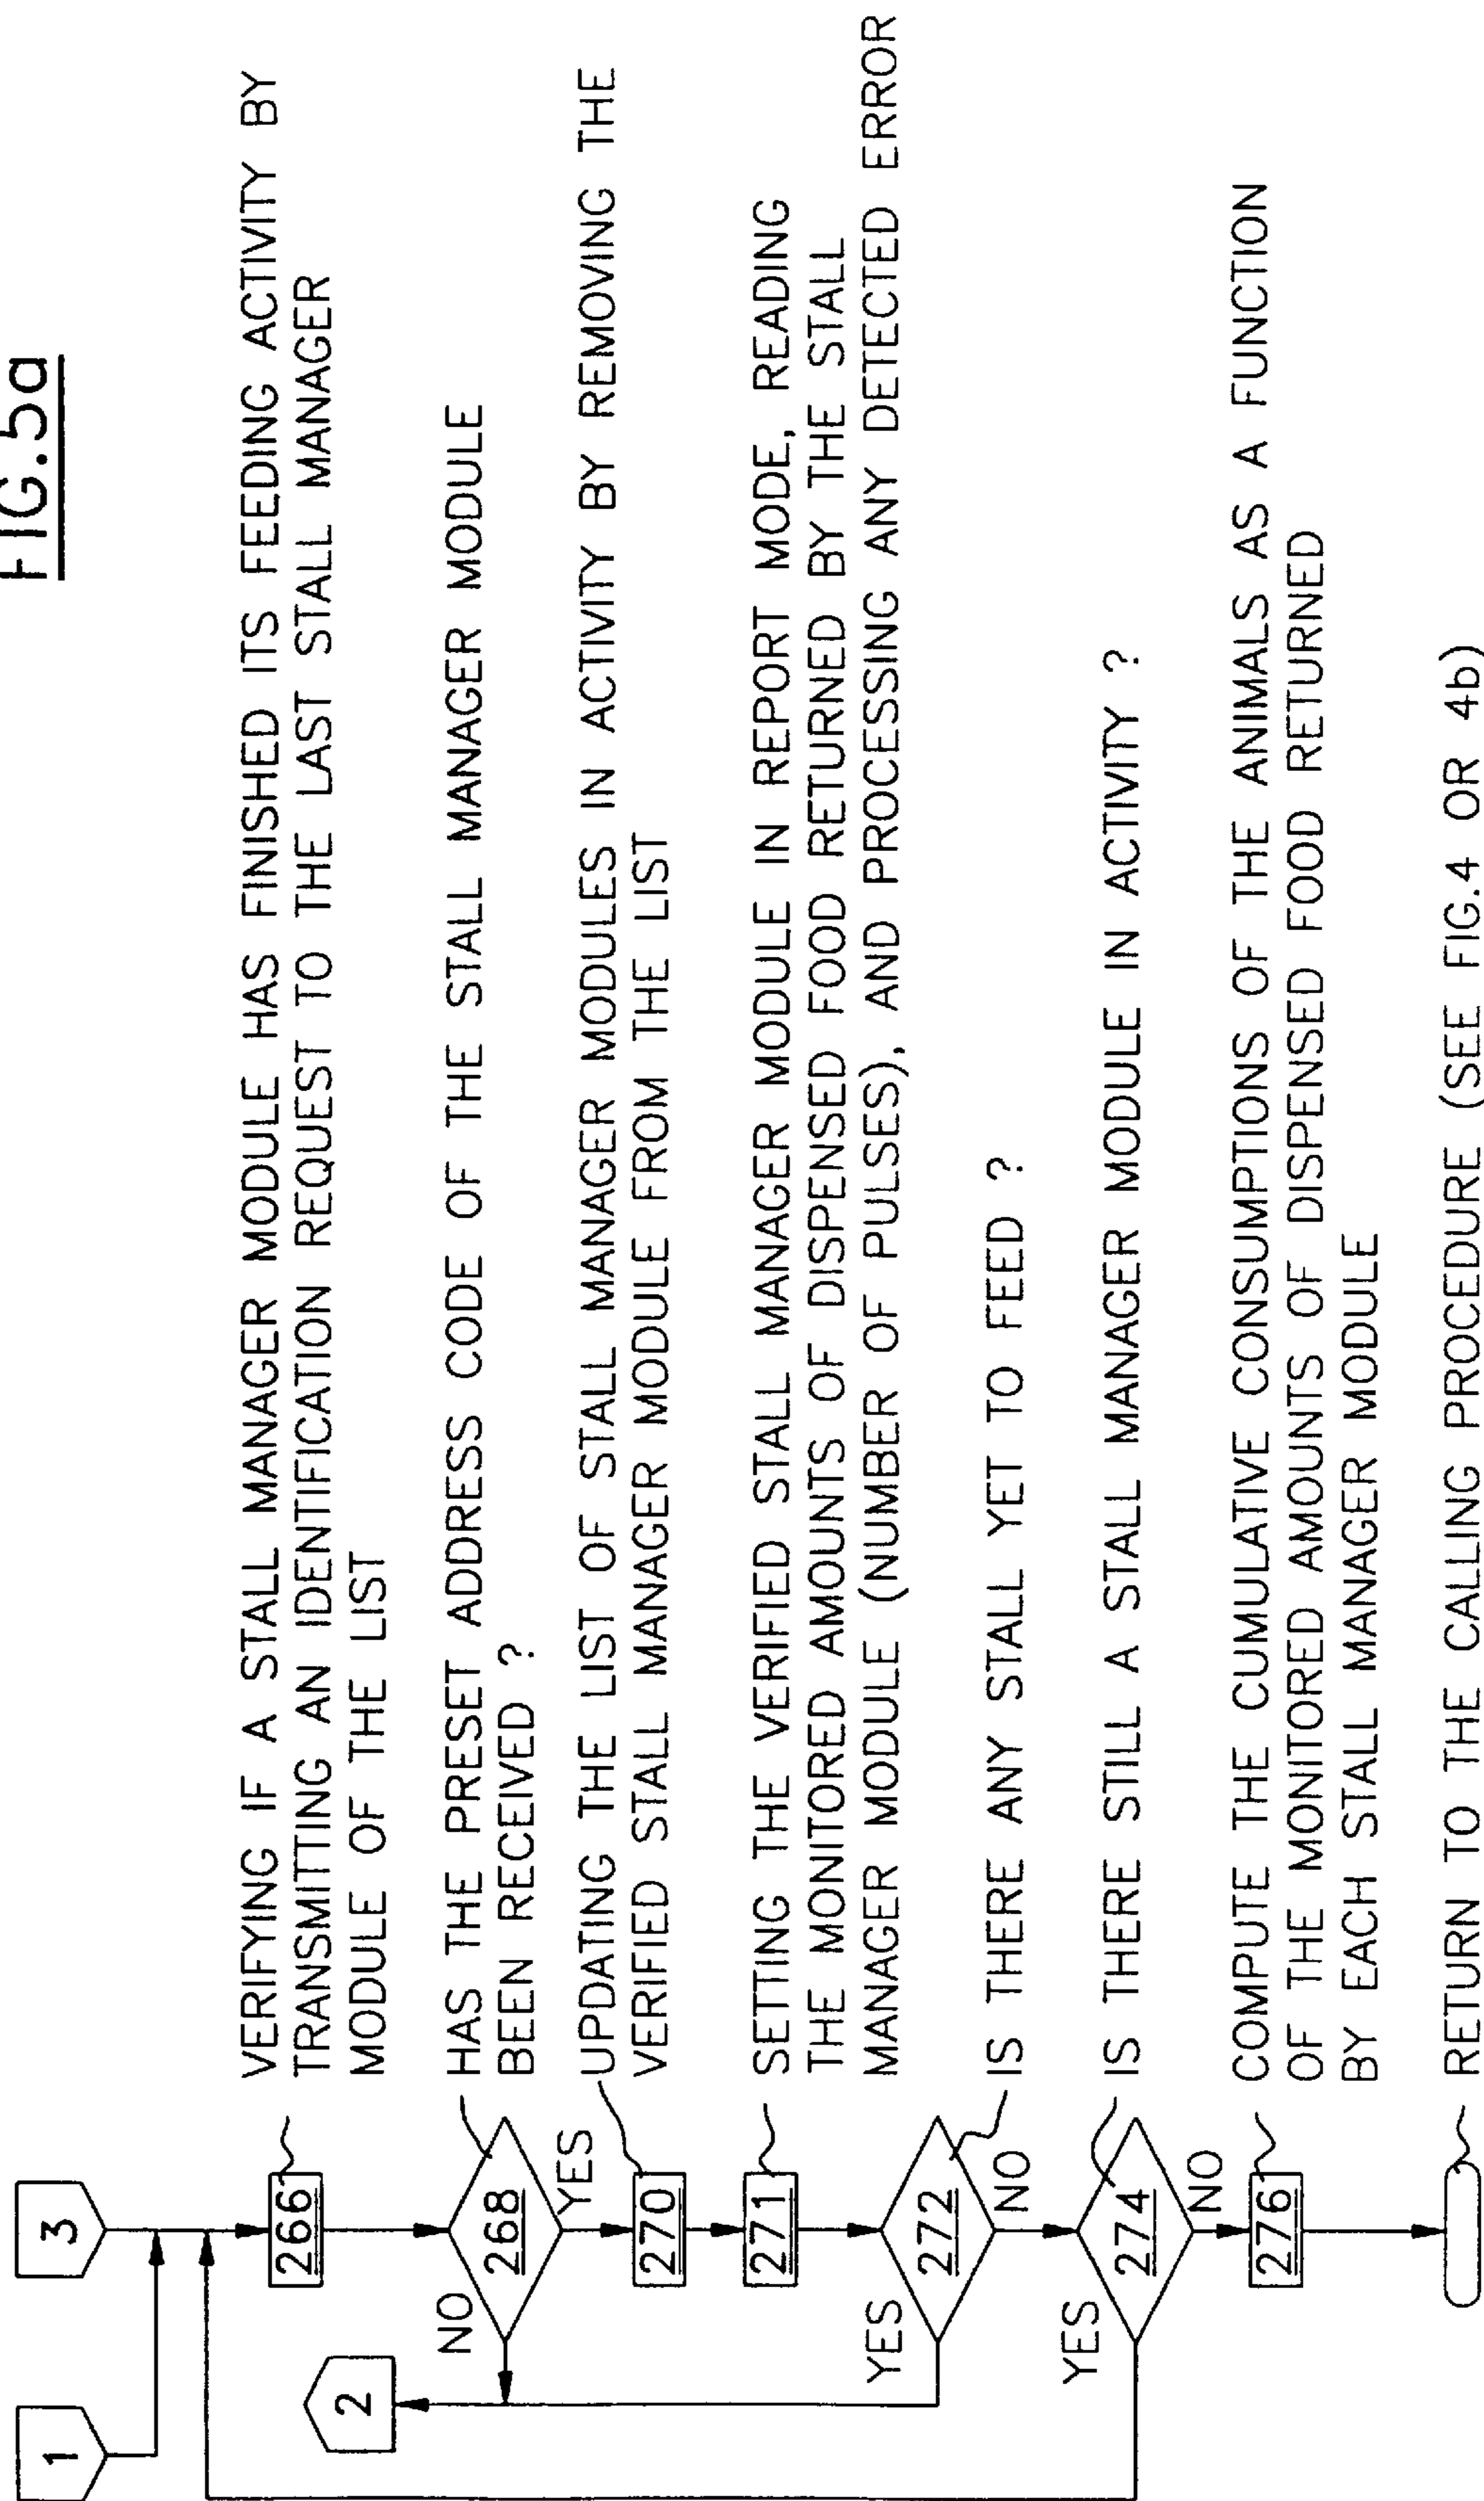 FIG.5a
1
3
VERIFYING IF A STALL MANAGER MODULE HAS FINISHED ITS FEEDING ACTIVITY BY
TRANSMITTING AN IDENTIFICATION REQUEST TO THE LAST STALL MANAGER
MODULE OF THE LIST
266
2
NO
268
YES
HAS THE PRESET ADDRESS CODE OF THE STALL MANAGER MODULE
BEEN RECEIVED ?
270
UPDATING THE LIST OF STALL MANAGER MODULES IN ACTIVITY BY REMOVING THE
VERIFIED STALL MANAGER MODULE FROM THE LIST
271
SETTING THE VERIFIED STALL MANAGER MODULE IN REPORT MODE, READING
THE MONITORED AMOUNTS OF DISPENSED FOOD RETURNED BY THE STALL
MANAGER MODULE (NUMBER OF PULSES), AND PROCESSING ANY DETECTED ERROR
YES
272
NO
IS THERE ANY STALL YET TO FEED ?
YES
274
NO
IS THERE STILL A STALL MANAGER MODULE IN ACTIVITY ?
276
COMPUTE THE CUMULATIVE CONSUMPTIONS OF THE ANIMALS AS A FUNCTION
OF THE MONITORED AMOUNTS OF DISPENSED FOOD RETURNED
BY EACH STALL MANAGER MODULE
RETURN TO THE CALLING PROCEDURE (SEE FIG.4 OR 4b)